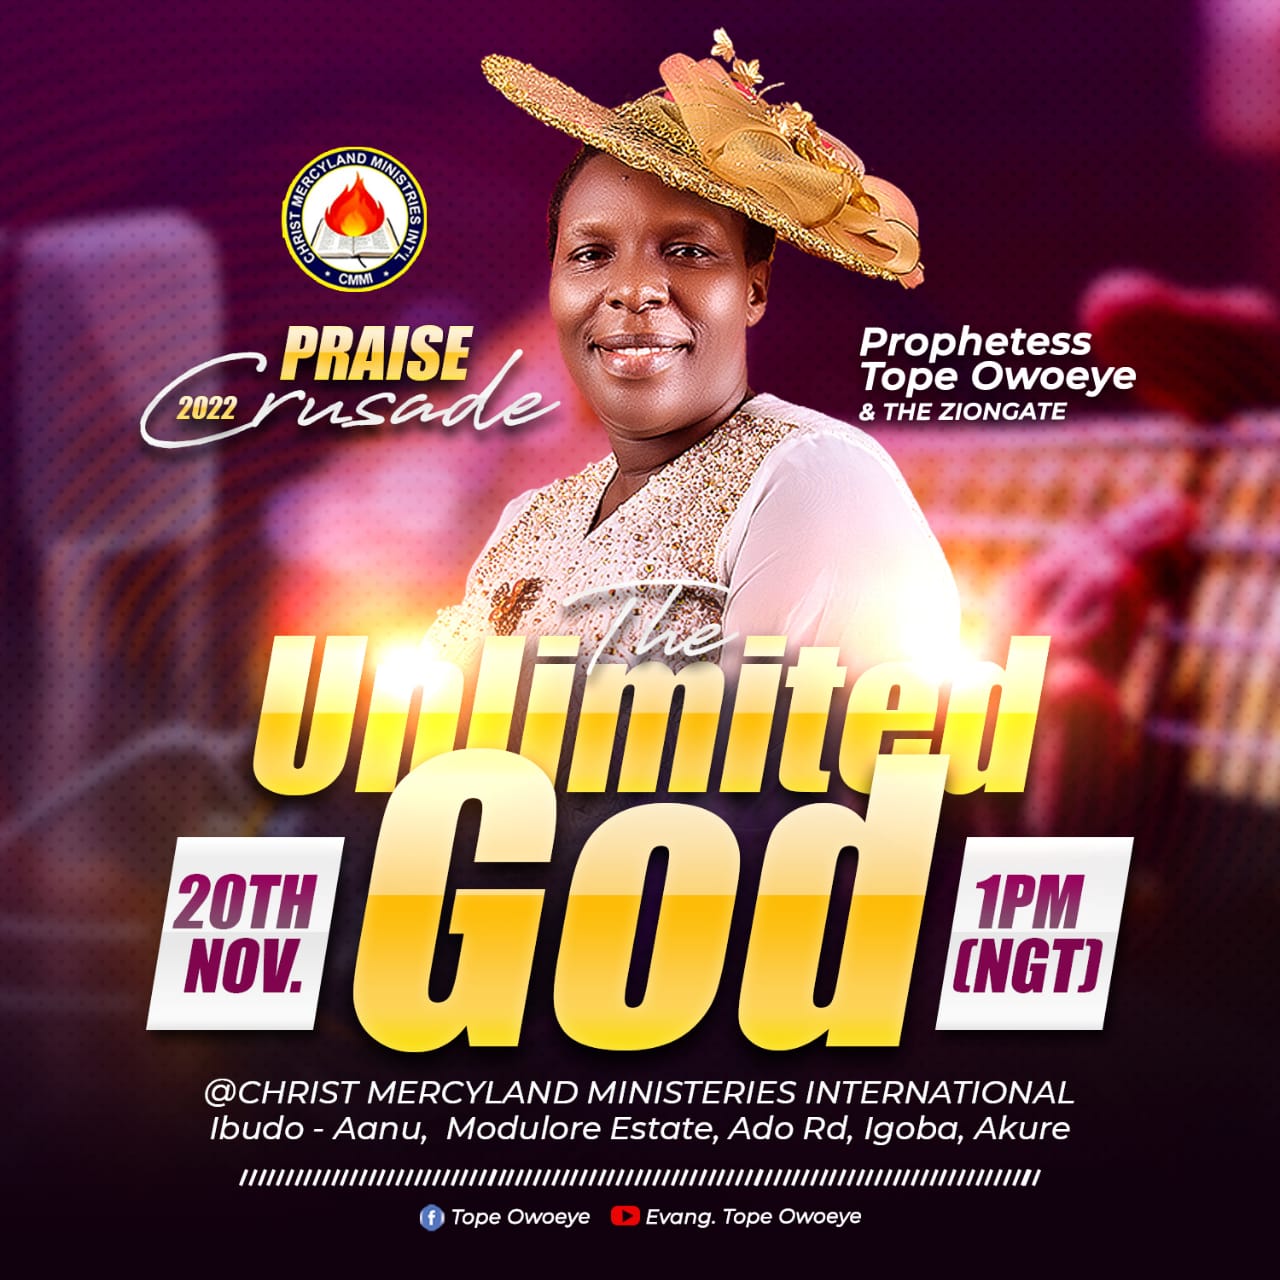 CHRIST MERCYLAND MINISTRIES INT'L
CMMI
PRAISE
2022 Crusade
Prophetess
Tope Owoeye
& THE ZIONGATE
The
Unlimited
God
20TH
NOV.
1PM
(NGT)
@CHRIST MERCYLAND MINISTERIES INTERNATIONAL
Ibudo - Aanu, Modulore Estate, Ado Rd, Igoba, Akure
Tope Owoeye
Evang. Tope Owoeye